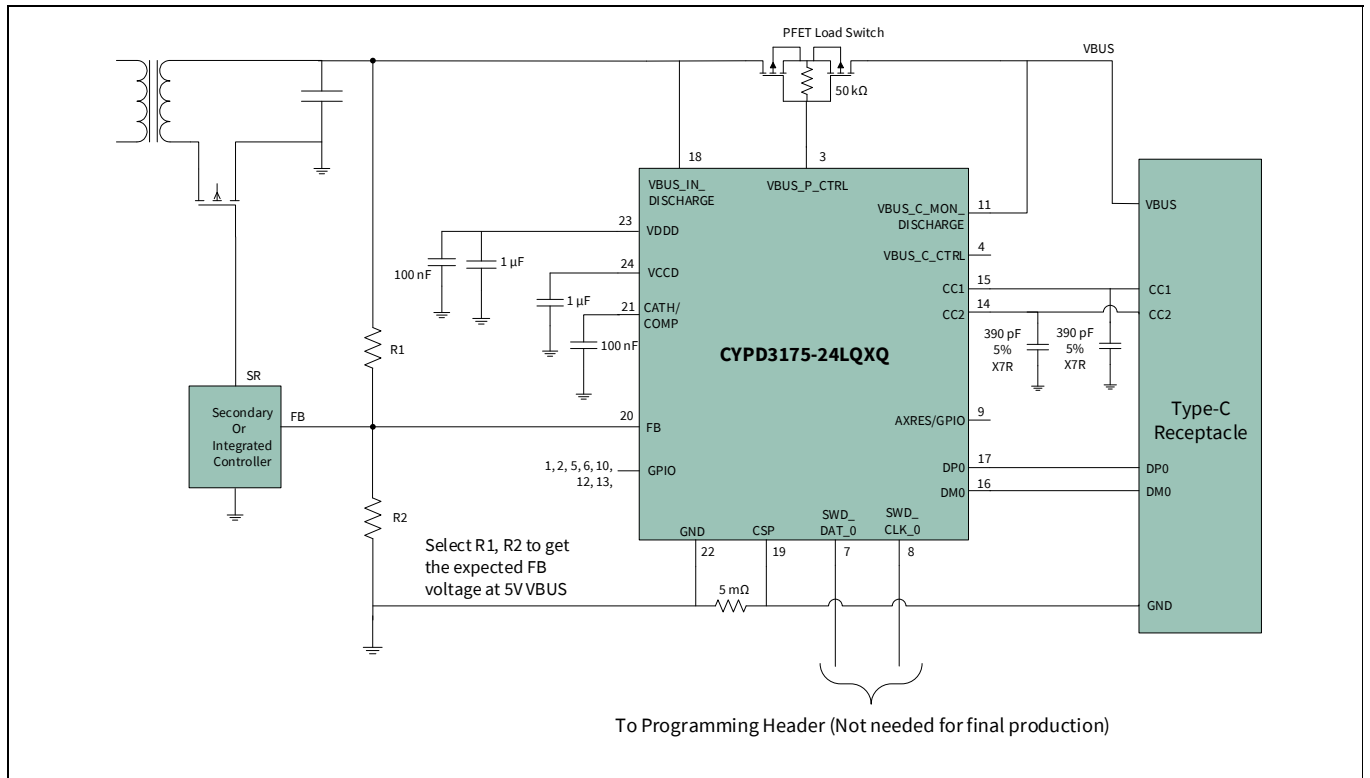 PFET Load Switch
VBUS
50 kΩ
18
3
VBUS_IN_
DISCHARGE
VBUS_P_CTRL
VBUS_C_MON_
DISCHARGE
11
VBUS
23
VDDD
VBUS_C_CTRL
4
100 nF
1 µF
24
VCCD
15
CC1
CC1
1 µF
21
CATH/
COMP
14
CC2
CC2
100 nF
390 pF
5%
X7R
390 pF
5%
X7R
R1
CYPD3175-24LQXQ
SR
Secondary
Or
Integrated
Controller
FB
20
FB
AXRES/GPIO
9
Type-C
Receptacle
1, 2, 5, 6, 10,
12, 13,
GPIO
17
DP0
DP0
16
DM0
DM0
R2
GND
CSP
SWD_
DAT_0
SWD_
CLK_0
22
19
7
8
Select R1, R2 to get
the expected FB
voltage at 5V VBUS
5 mΩ
GND
To Programming Header (Not needed for final production)